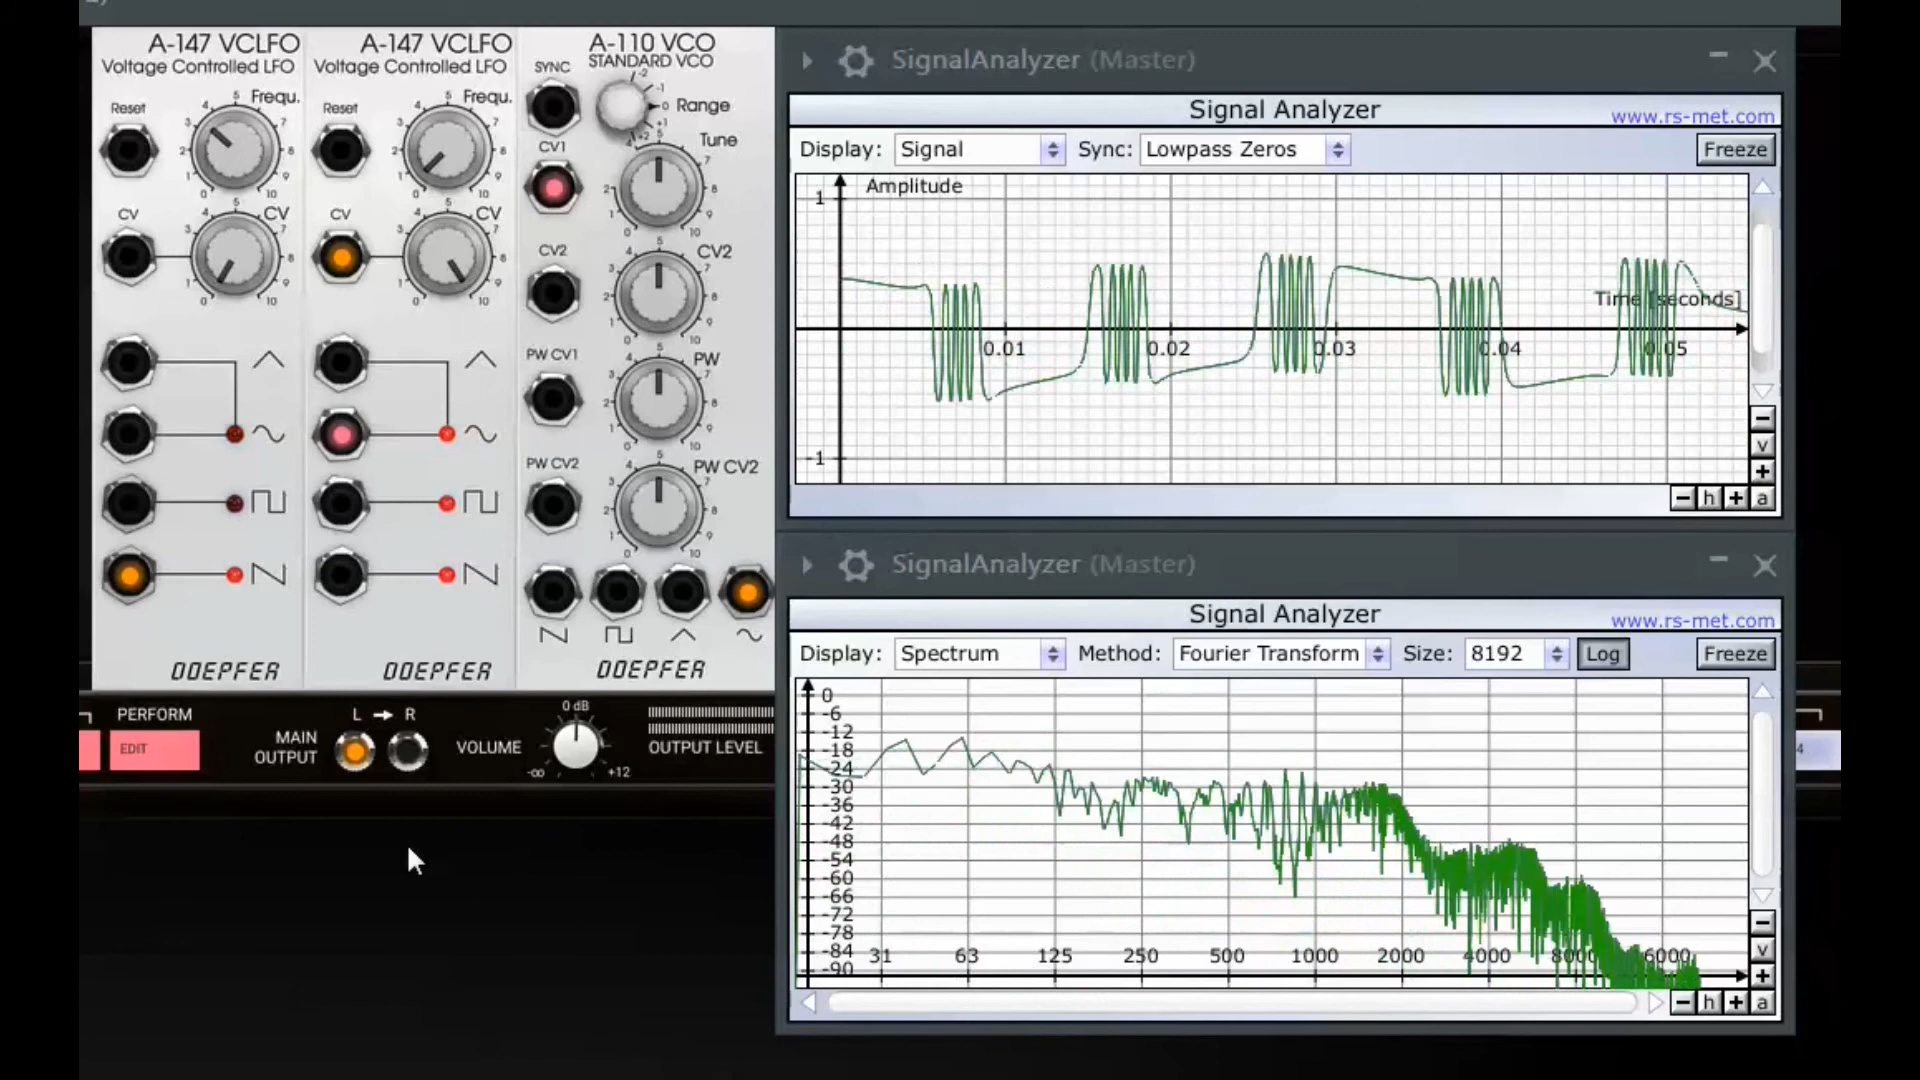 A-147 VCLFO
Voltage Controlled LFO
Reset
Frequ.
CV
CV
DOEPFER
A-147 VCLFO
Voltage Controlled LFO
Reset
Frequ.
CV
CV
DOEPFER
A-110 VCO
STANDARD VCO
SYNC
Range
Tune
CV1
CV2
CV2
PW CV1
PW
PW CV2
PW CV2
DOEPFER
PERFORM
EDIT
MAIN
OUTPUT
L R
VOLUME
0 dB
-∞ +12
OUTPUT LEVEL
SignalAnalyzer (Master)
Signal Analyzer
www.rs-met.com
Display: Signal Sync: Lowpass Zeros Freeze
Amplitude
1
Time [seconds]
0.01 0.02 0.03 0.04 0.05
-1
- v +
- h + a
SignalAnalyzer (Master)
Signal Analyzer
www.rs-met.com
Display: Spectrum Method: Fourier Transform Size: 8192 Log Freeze
0
-6
-12
-18
-24
-30
-36
-42
-48
-54
-60
-66
-72
-78
-84
-90
31 63 125 250 500 1000 2000 4000 8000 6000
- v +
- h + a
4